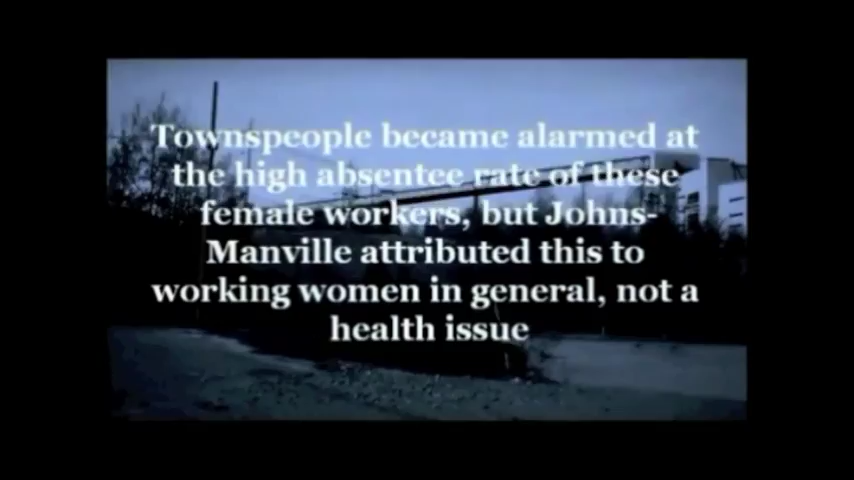 Townspeople became alarmed at
the high absentee rate of these
female workers, but Johns-
Manville attributed this to
working women in general, not a
health issue